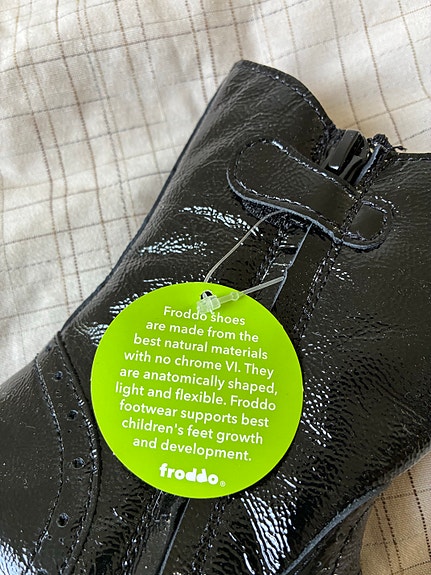 Froddo shoes
are made from the
best natural materials
with no chrome VI. They
are anatomically shaped,
light and flexible. Froddo
footwear supports best
children's feet growth
and development.
froddo®